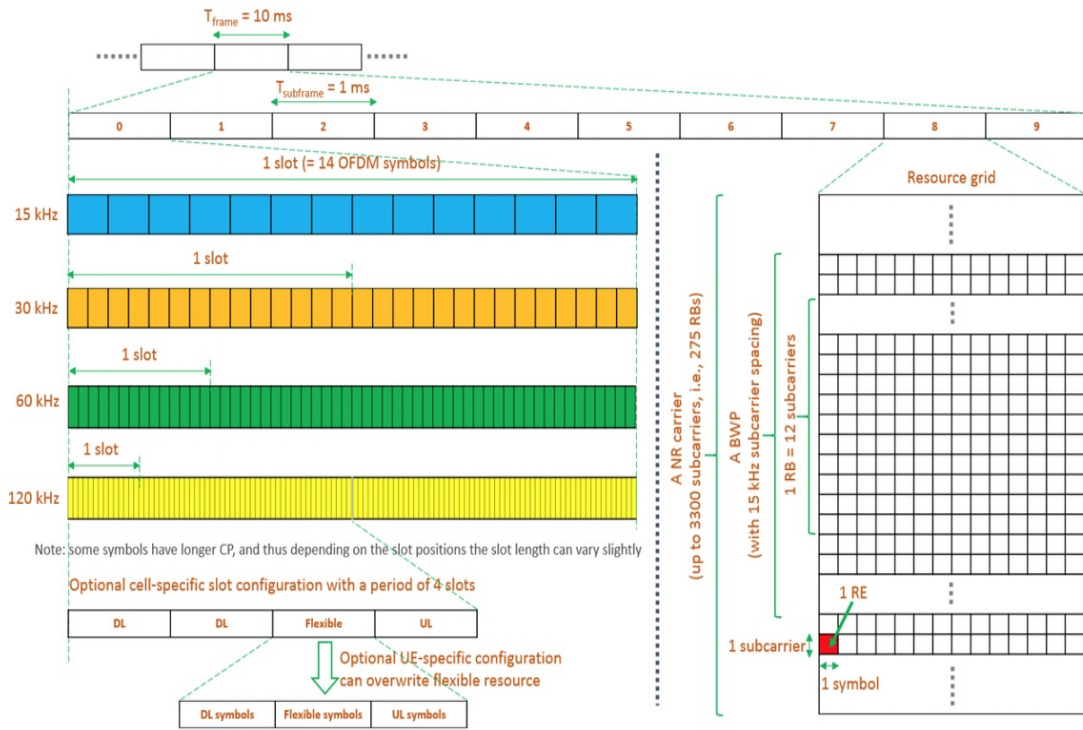 T frame = 10 ms
T subframe = 1 ms
0 1 2 3 4 5 6 7 8 9
1 slot (= 14 OFDM symbols)
15 kHz
1 slot
30 kHz
1 slot
60 kHz
1 slot
120 kHz
Note: some symbols have longer CP, and thus depending on the slot positions the slot length can vary slightly
Optional cell-specific slot configuration with a period of 4 slots
DL DL Flexible UL
Optional UE-specific configuration
can overwrite flexible resource
DL symbols Flexible symbols UL symbols
A NR carrier
(up to 3300 subcarriers, i.e., 275 RBs)
A BWP
(with 15 kHz subcarrier spacing)
1 RB = 12 subcarriers
Resource grid
1 RE
1 subcarrier
1 symbol